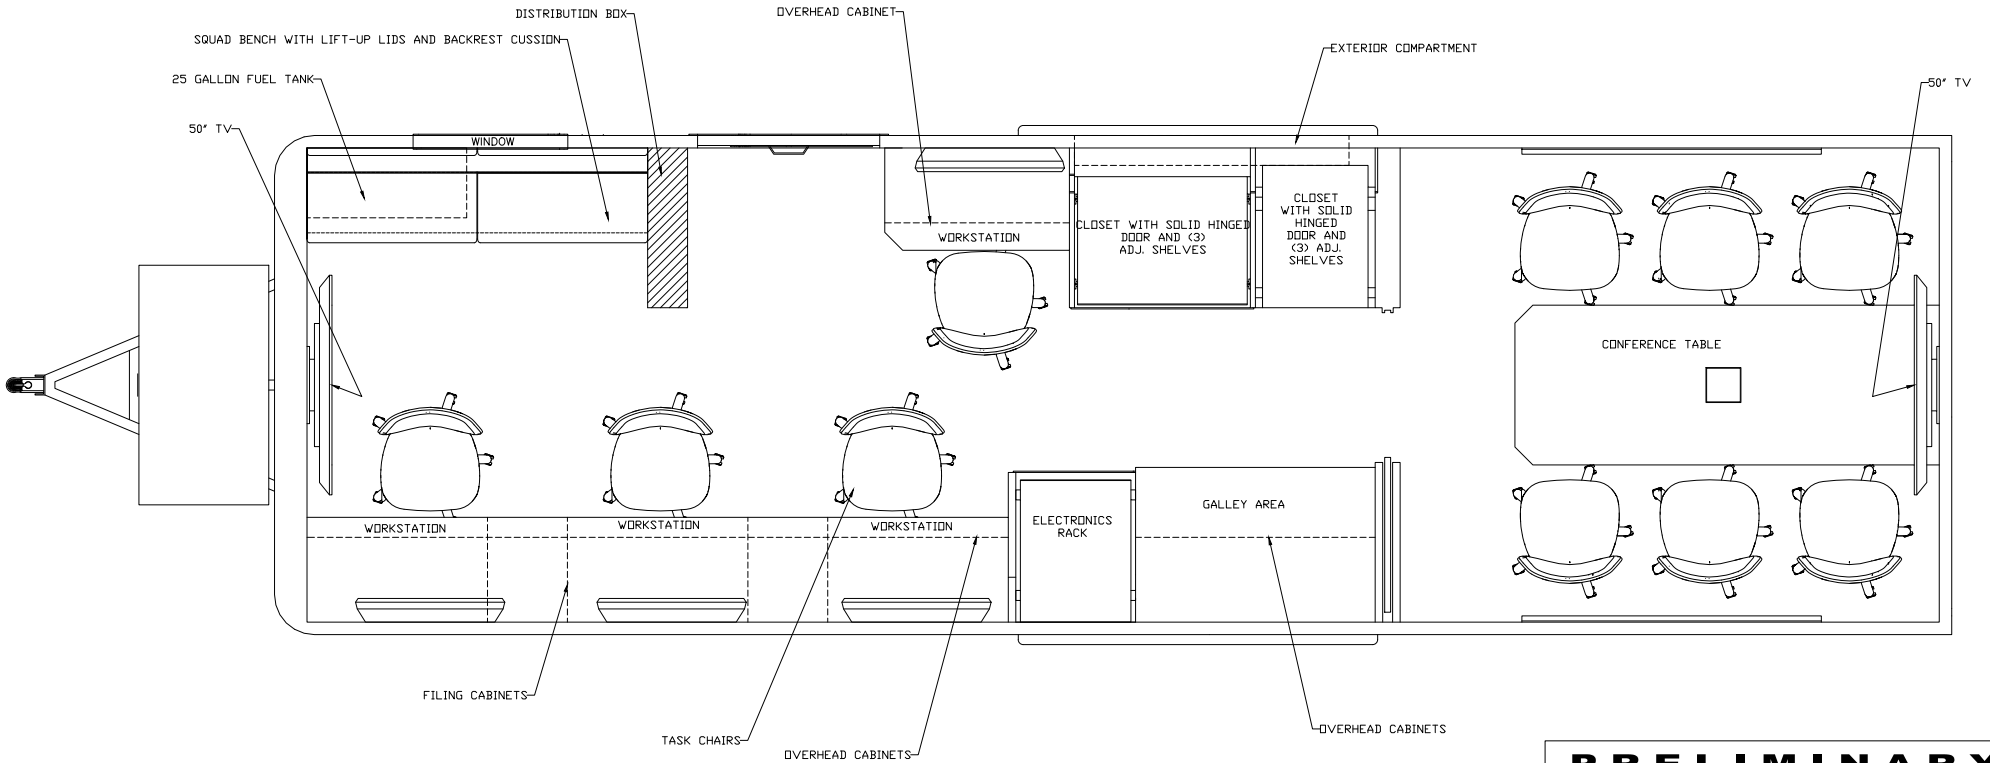 DISTRIBUTION BOX
OVERHEAD CABINET
SQUAD BENCH WITH LIFT-UP LIDS AND BACKREST CUSSION
EXTERIOR COMPARTMENT
25 GALLON FUEL TANK
50" TV
50" TV
WINDOW
CLOSET WITH SOLID HINGED
DOOR AND (3)
ADJ. SHELVES
CLOSET
WITH SOLID
HINGED
DOOR AND
(3) ADJ.
SHELVES
WORKSTATION
CONFERENCE TABLE
WORKSTATION
WORKSTATION
WORKSTATION
ELECTRONICS
RACK
GALLEY AREA
FILING CABINETS
TASK CHAIRS
OVERHEAD CABINETS
OVERHEAD CABINETS
PRELIMINARY